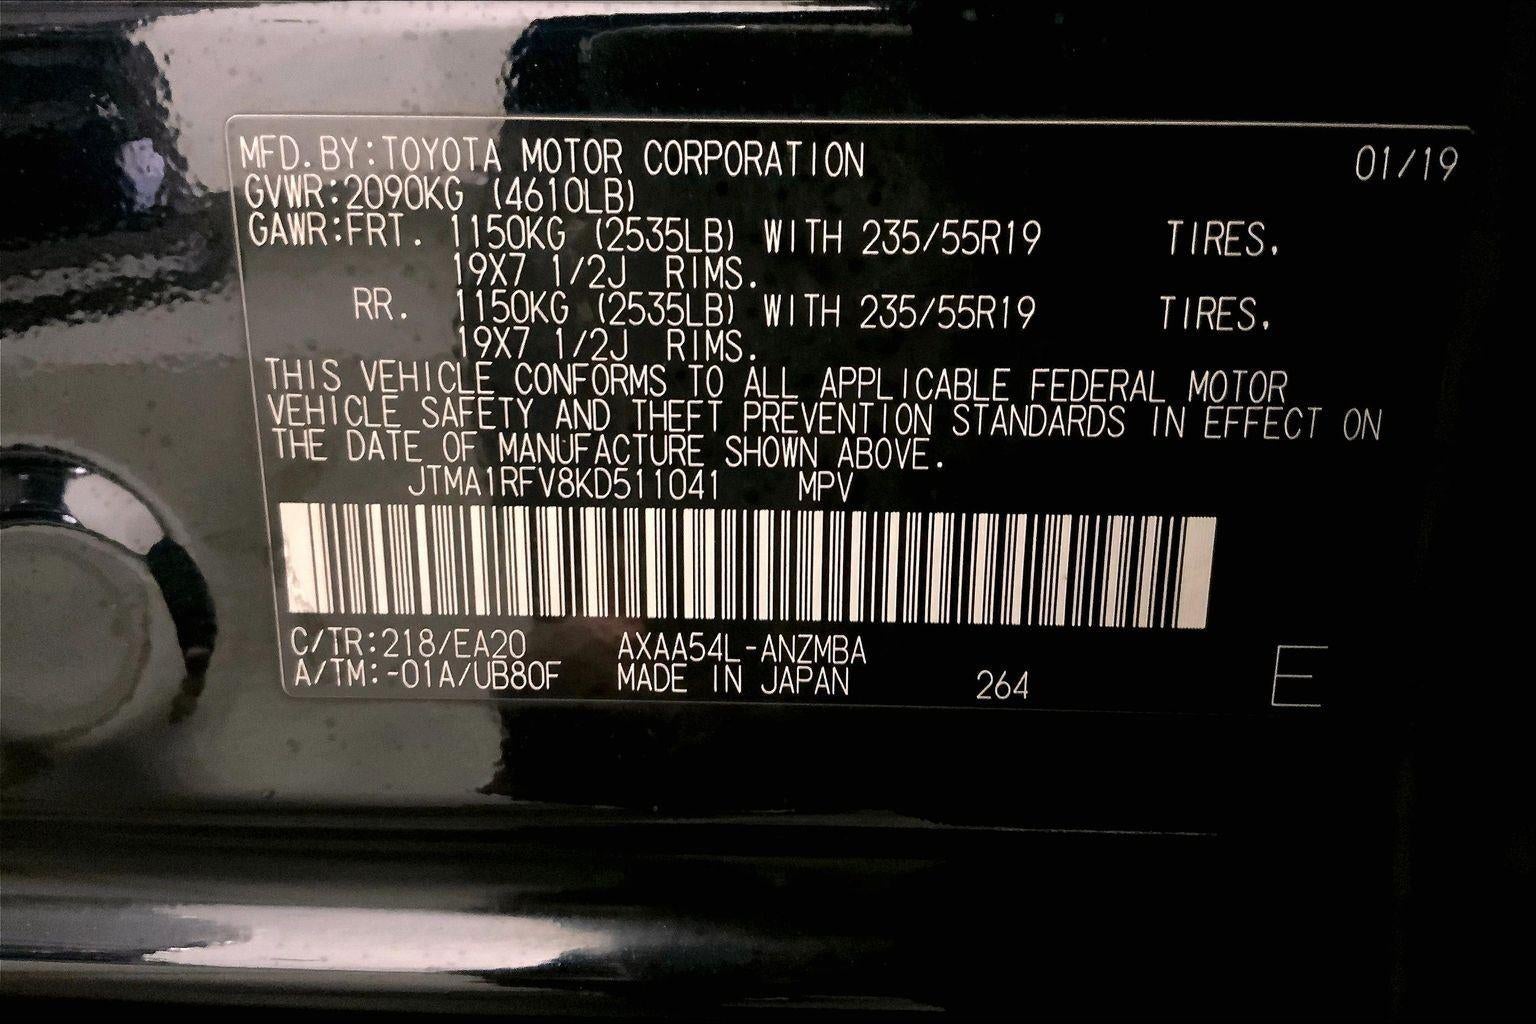 MFD.BY:TOYOTA MOTOR CORPORATION 01/19
GVWR:2090KG (4610LB)
GAWR:FRT. 1150KG (2535LB) WITH 235/55R19 TIRES.
19X7 1/2J RIMS.
RR. 1150KG (2535LB) WITH 235/55R19 TIRES.
19X7 1/2J RIMS.
THIS VEHICLE CONFORMS TO ALL APPLICABLE FEDERAL MOTOR
VEHICLE SAFETY AND THEFT PREVENTION STANDARDS IN EFFECT ON
THE DATE OF MANUFACTURE SHOWN ABOVE.
JTMA1RFV8KD511041 MPV
C/TR:218/EA20 AXAA54L-ANZMBA
A/TM:-01A/UB80F MADE IN JAPAN 264 E